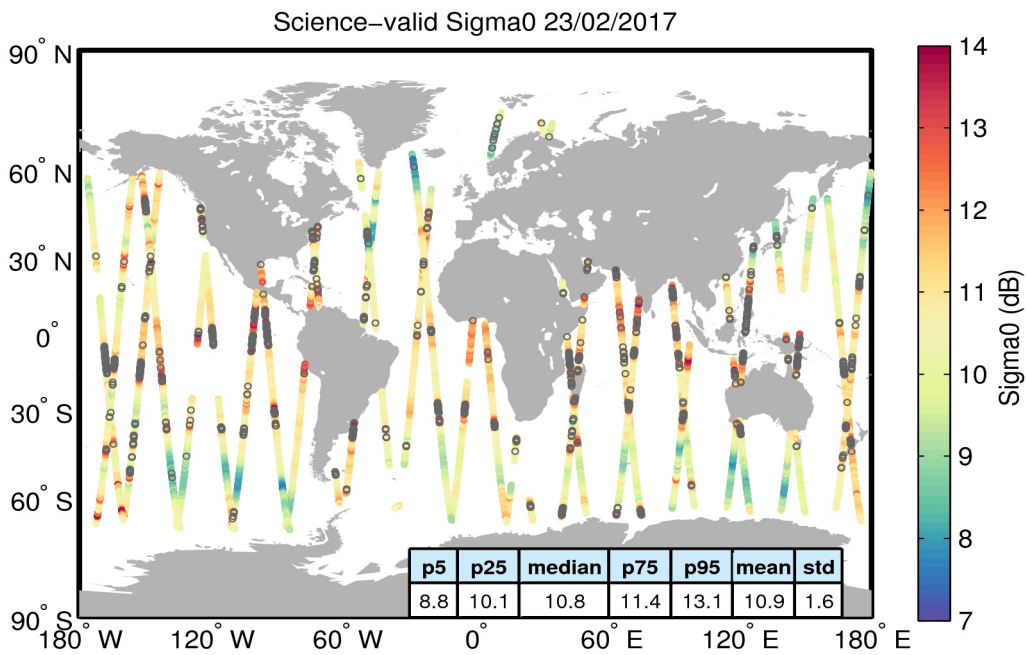 Science−valid Sigma0 23/02/2017
90° N
60° N
30° N
0°
30° S
60° S
90° S
180° W
120° W
60° W
0°
60° E
120° E
180° E
14
13
12
11
10
9
8
7
Sigma0 (dB)
p5 p25 median p75 p95 mean std
8.8 10.1 10.8 11.4 13.1 10.9 1.6